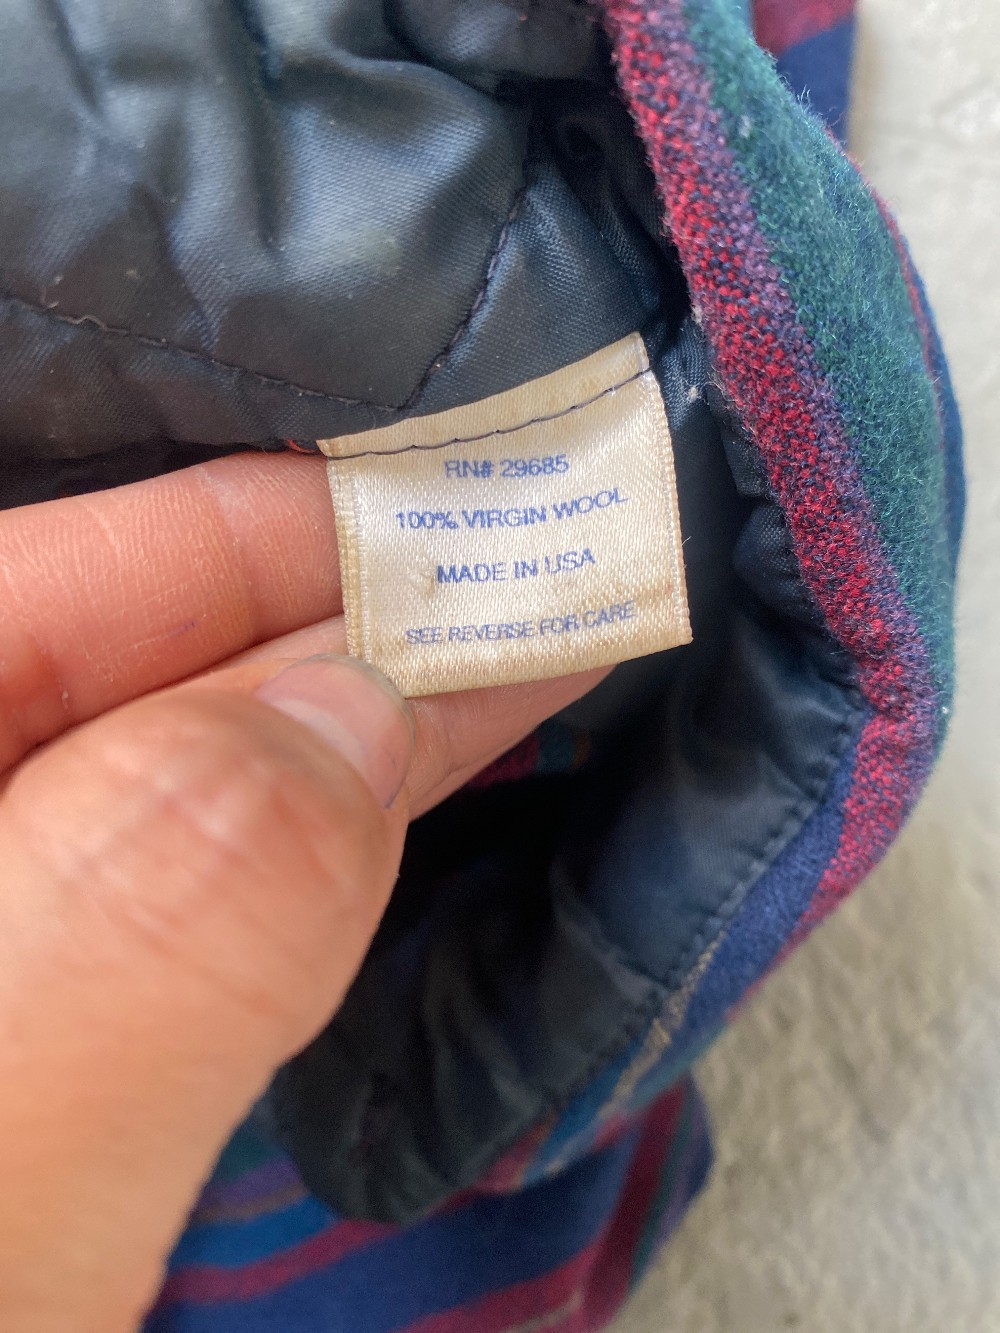 RN# 29685
100% VIRGIN WOOL
MADE IN USA
SEE REVERSE FOR CARE